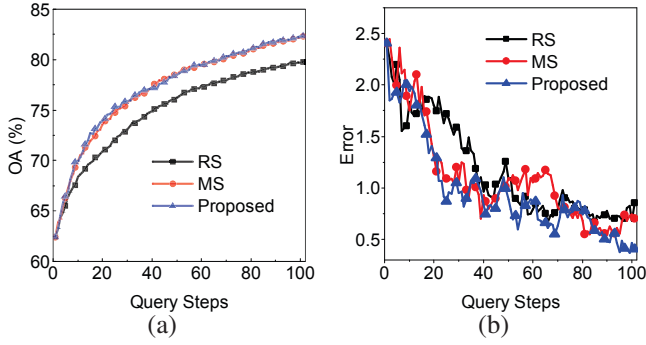 OA (%)
85
80
75
70
65
60
0 20 40 60 80 100
Query Steps
RS
MS
Proposed
(a)
Error
2.5
2.0
1.5
1.0
0.5
0 20 40 60 80 100
Query Steps
RS
MS
Proposed
(b)